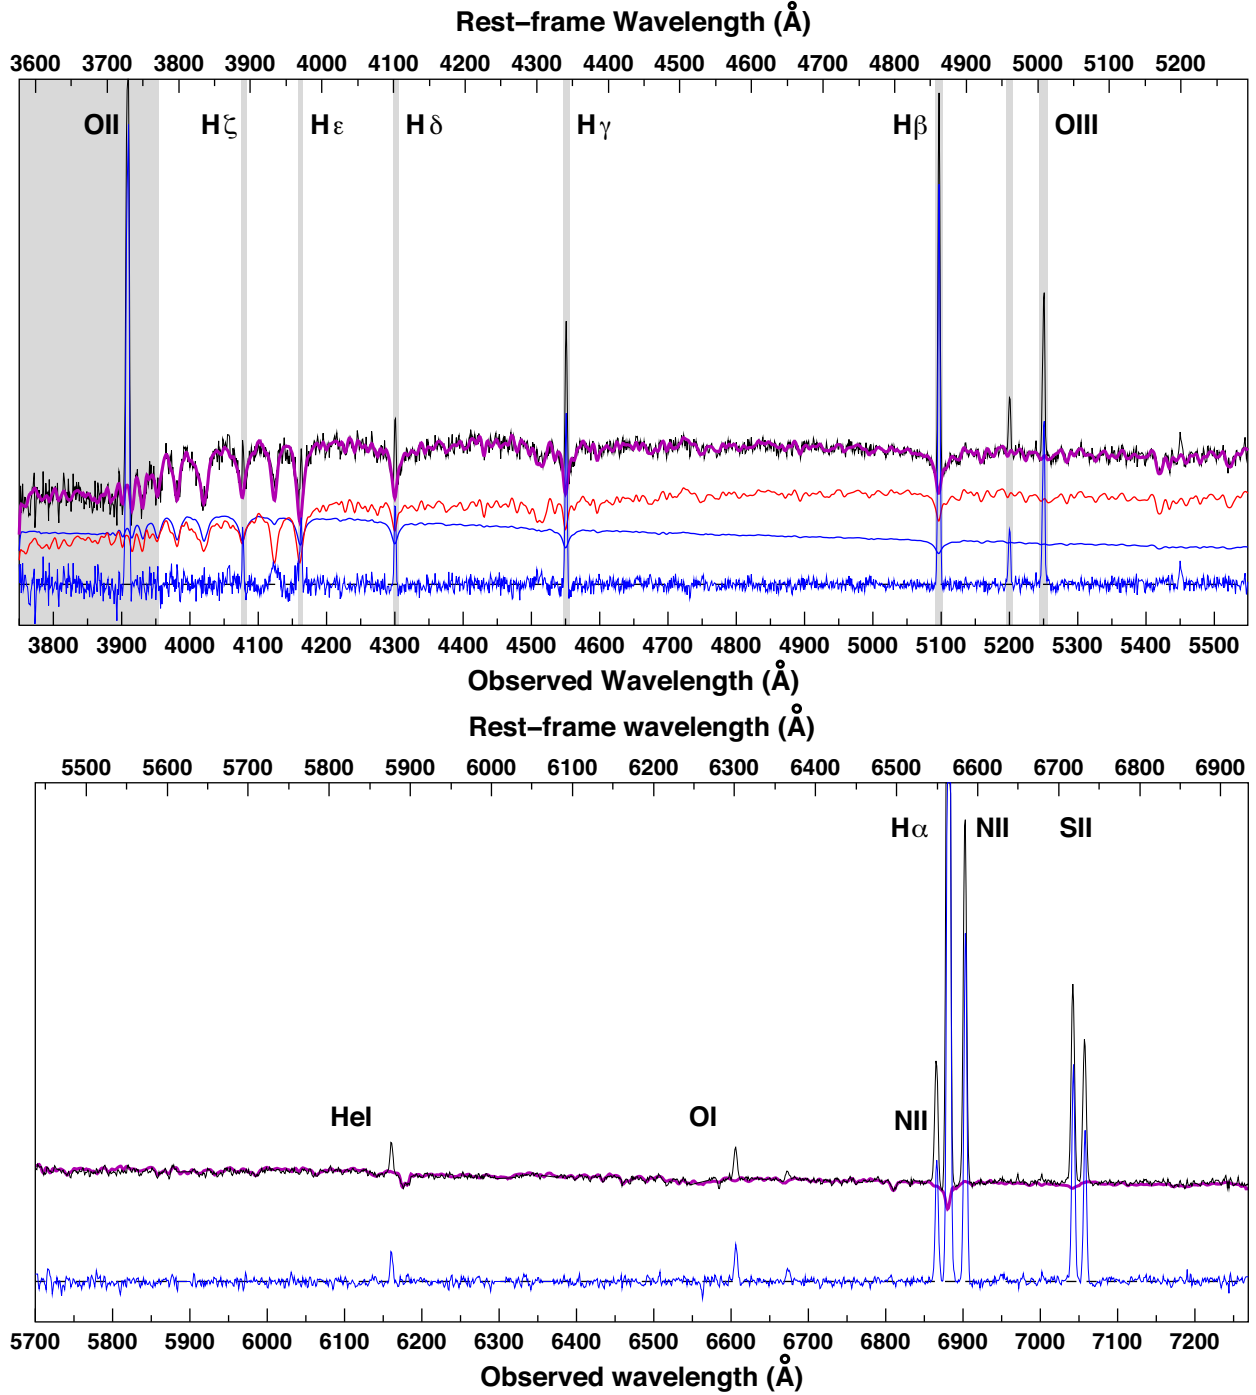 Rest−frame Wavelength (Å)
3600 3700 3800 3900 4000 4100 4200 4300 4400 4500 4600 4700 4800 4900 5000 5100 5200
OII Hζ Hε Hδ Hγ Hβ OIII
3800 3900 4000 4100 4200 4300 4400 4500 4600 4700 4800 4900 5000 5100 5200 5300 5400 5500
Observed Wavelength (Å)
Rest−frame wavelength (Å)
5500 5600 5700 5800 5900 6000 6100 6200 6300 6400 6500 6600 6700 6800 6900
Hα NII SII
HeI OI NII
5700 5800 5900 6000 6100 6200 6300 6400 6500 6600 6700 6800 6900 7000 7100 7200
Observed wavelength (Å)